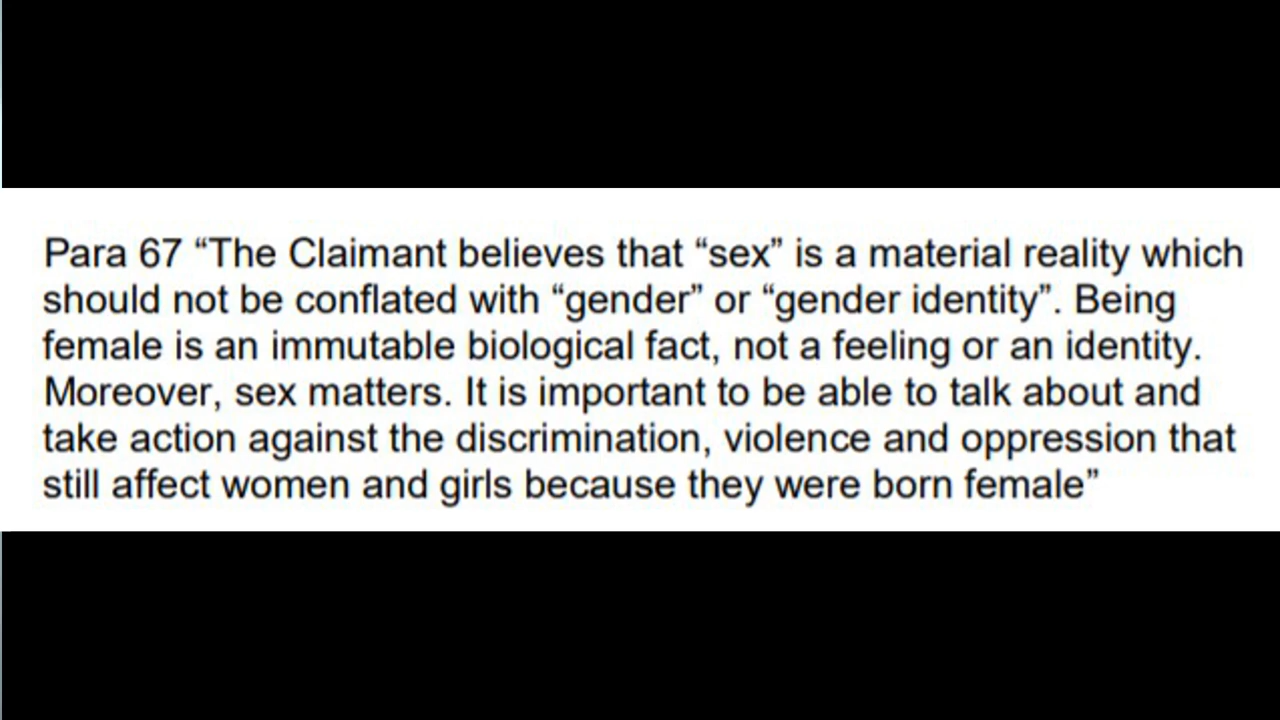 Para 67 “The Claimant believes that “sex” is a material reality which
should not be conflated with “gender” or “gender identity”. Being
female is an immutable biological fact, not a feeling or an identity.
Moreover, sex matters. It is important to be able to talk about and
take action against the discrimination, violence and oppression that
still affect women and girls because they were born female”